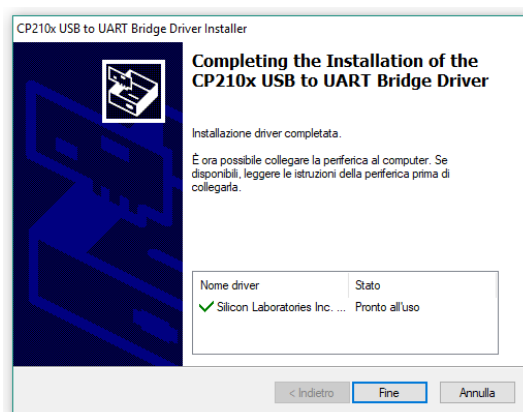 CP210x USB to UART Bridge Driver Installer
Completing the Installation of the
CP210x USB to UART Bridge Driver
Installazione driver completata.
È ora possibile collegare la periferica al computer. Se
disponibili, leggere le istruzioni della periferica prima di
collegarla.
Nome driver Stato
Silicon Laboratories Inc. ... Pronto all'uso
< Indietro Fine Annulla